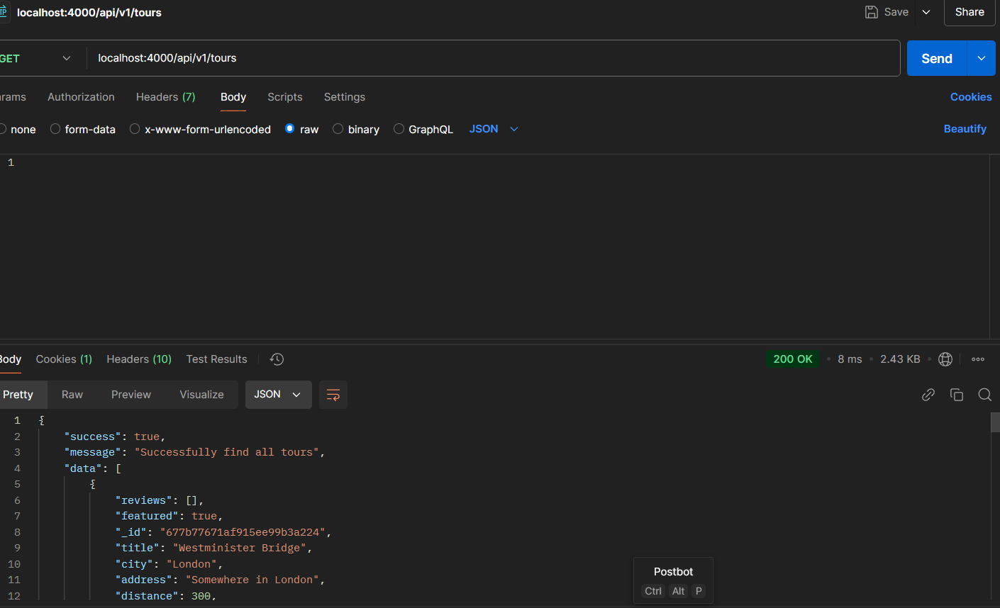 localhost:4000/api/v1/tours Save Share
GET localhost:4000/api/v1/tours Send
rams Authorization Headers (7) Body Scripts Settings Cookies
none form-data x-www-form-urlencoded raw binary GraphQL JSON Beautify
1
Body Cookies (1) Headers (10) Test Results 200 OK • 8 ms • 2.43 KB •
Pretty Raw Preview Visualize JSON
1 {
2 "success": true,
3 "message": "Successfully find all tours",
4 "data": [
5 {
6 "reviews": [],
7 "featured": true,
8 "_id": "677b77671af915ee99b3a224",
9 "title": "Westminister Bridge",
10 "city": "London",
11 "address": "Somewhere in London",
12 "distance": 300,
Postbot
Ctrl Alt P